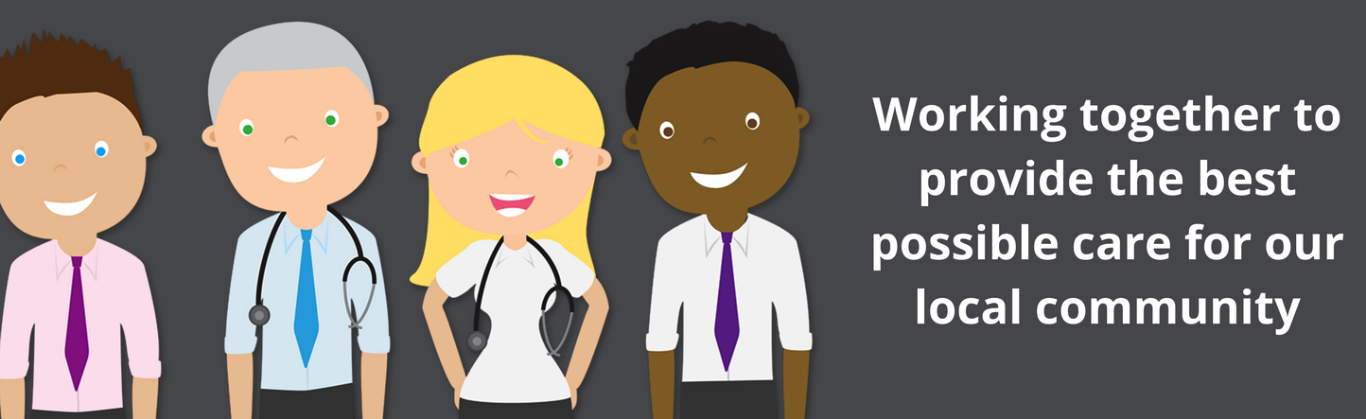 Working together to
provide the best
possible care for our
local community